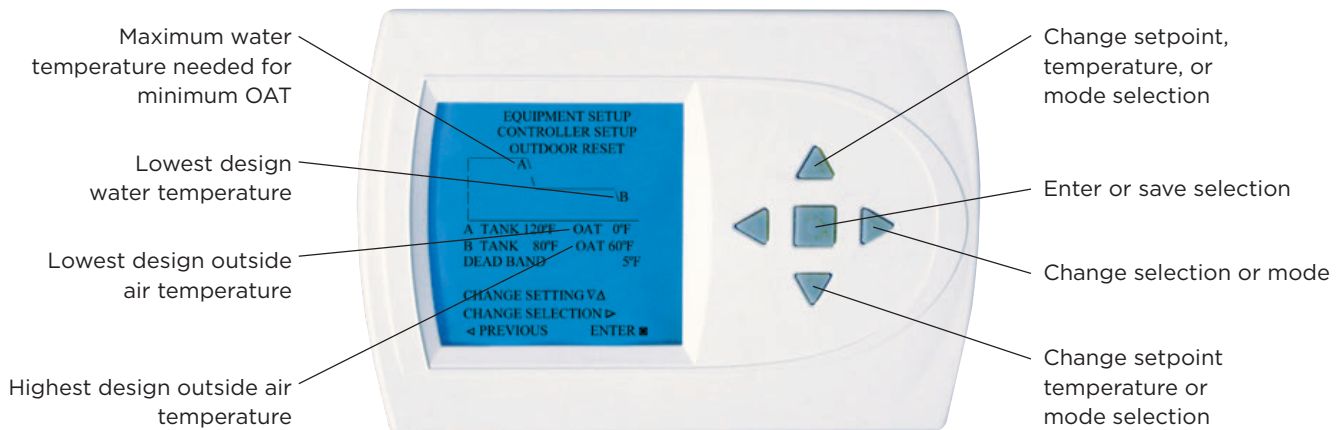 Maximum water
temperature needed for
minimum OAT
Lowest design
water temperature
Lowest design outside
air temperature
Highest design outside air
temperature
EQUIPMENT SETUP
CONTROLLER SETUP
OUTDOOR RESET
A
B
A TANK 120°F OAT 0°F
B TANK 80°F OAT 60°F
DEAD BAND 5°F
CHANGE SETTING ▽△
CHANGE SELECTION ▷
◁ PREVIOUS ENTER ◙
Change setpoint,
temperature, or
mode selection
Enter or save selection
Change selection or mode
Change setpoint
temperature or
mode selection